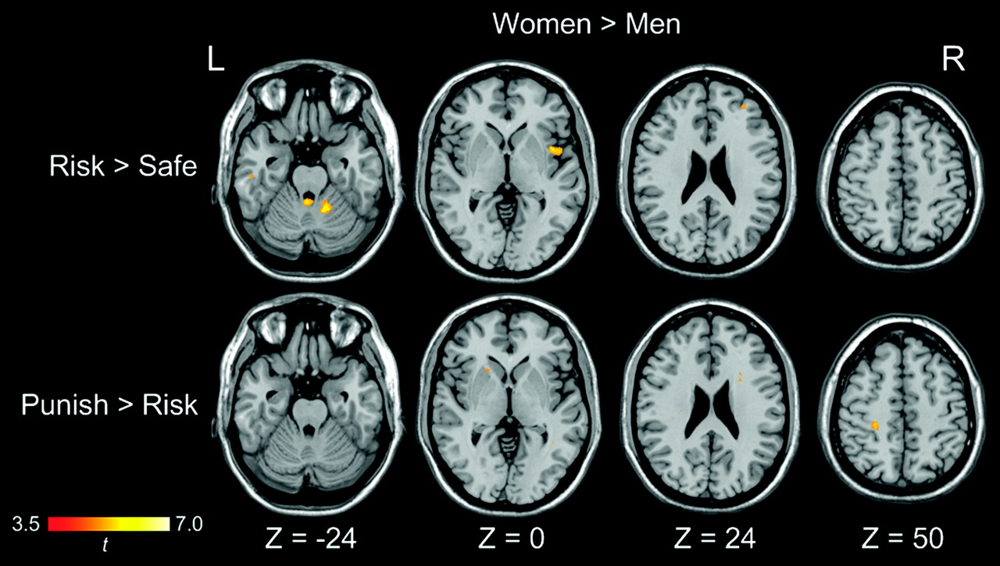 Women > Men
L
R
Risk > Safe
Punish > Risk
3.5
7.0
t
Z = -24
Z = 0
Z = 24
Z = 50